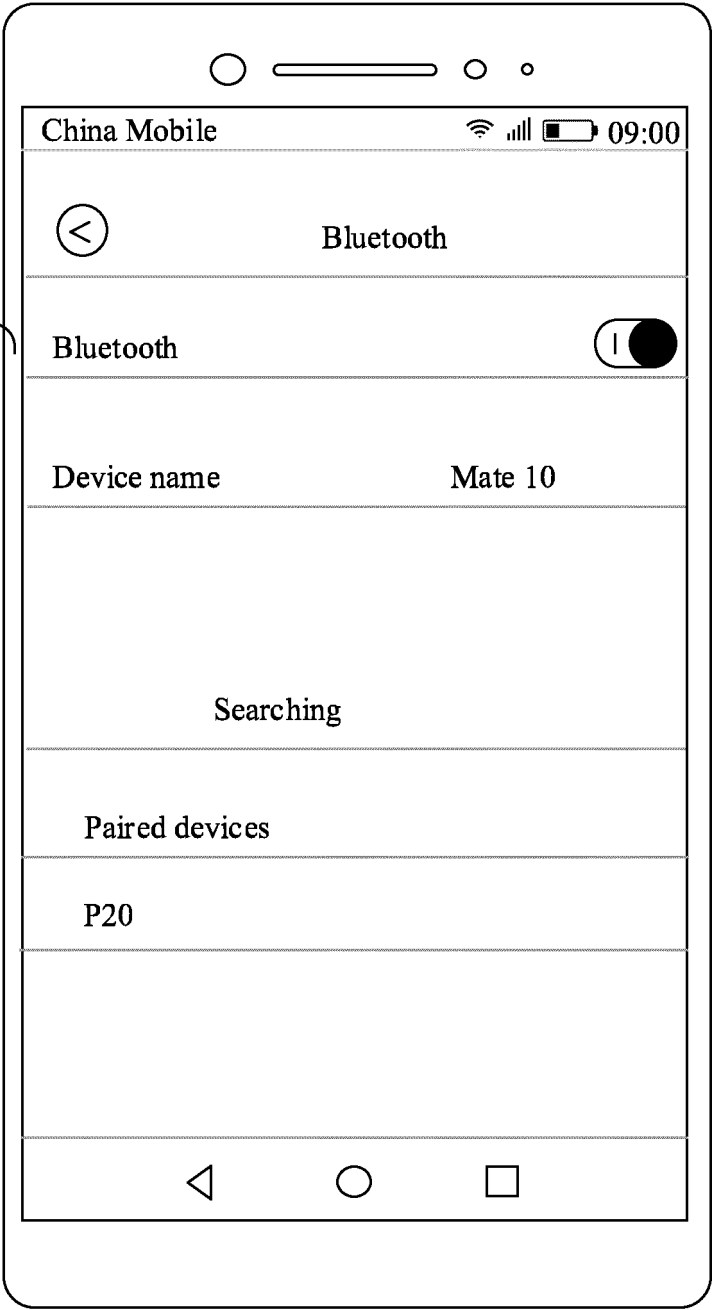 China Mobile 09:00
<
Bluetooth
Bluetooth
Device name Mate 10
Searching
Paired devices
P20